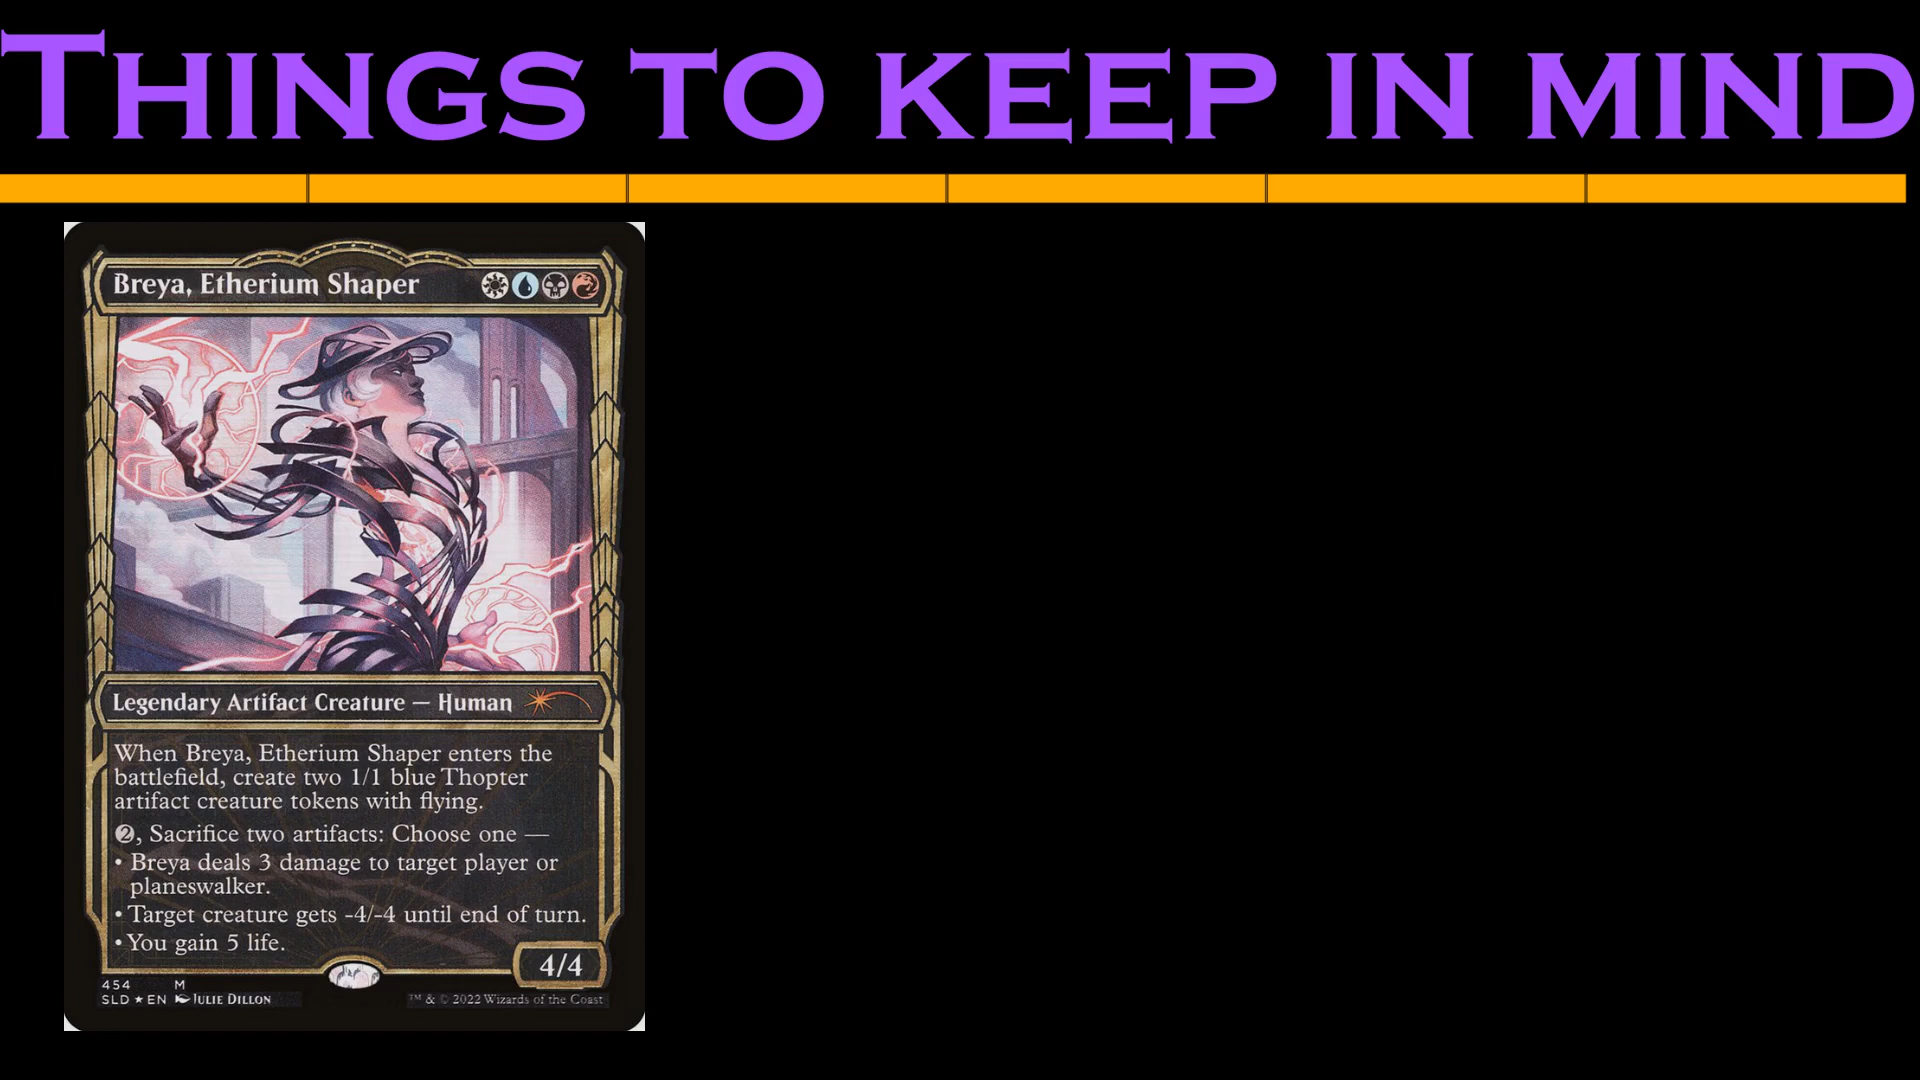 THINGS TO KEEP IN MIND
Breya, Etherium Shaper
Legendary Artifact Creature — Human
When Breya, Etherium Shaper enters the
battlefield, create two 1/1 blue Thopter
artifact creature tokens with flying.
2, Sacrifice two artifacts: Choose one —
• Breya deals 3 damage to target player or
planeswalker.
• Target creature gets -4/-4 until end of turn.
• You gain 5 life.
4/4
454 M
SLD ★ EN JULIE DILLON
™ & © 2022 Wizards of the Coast